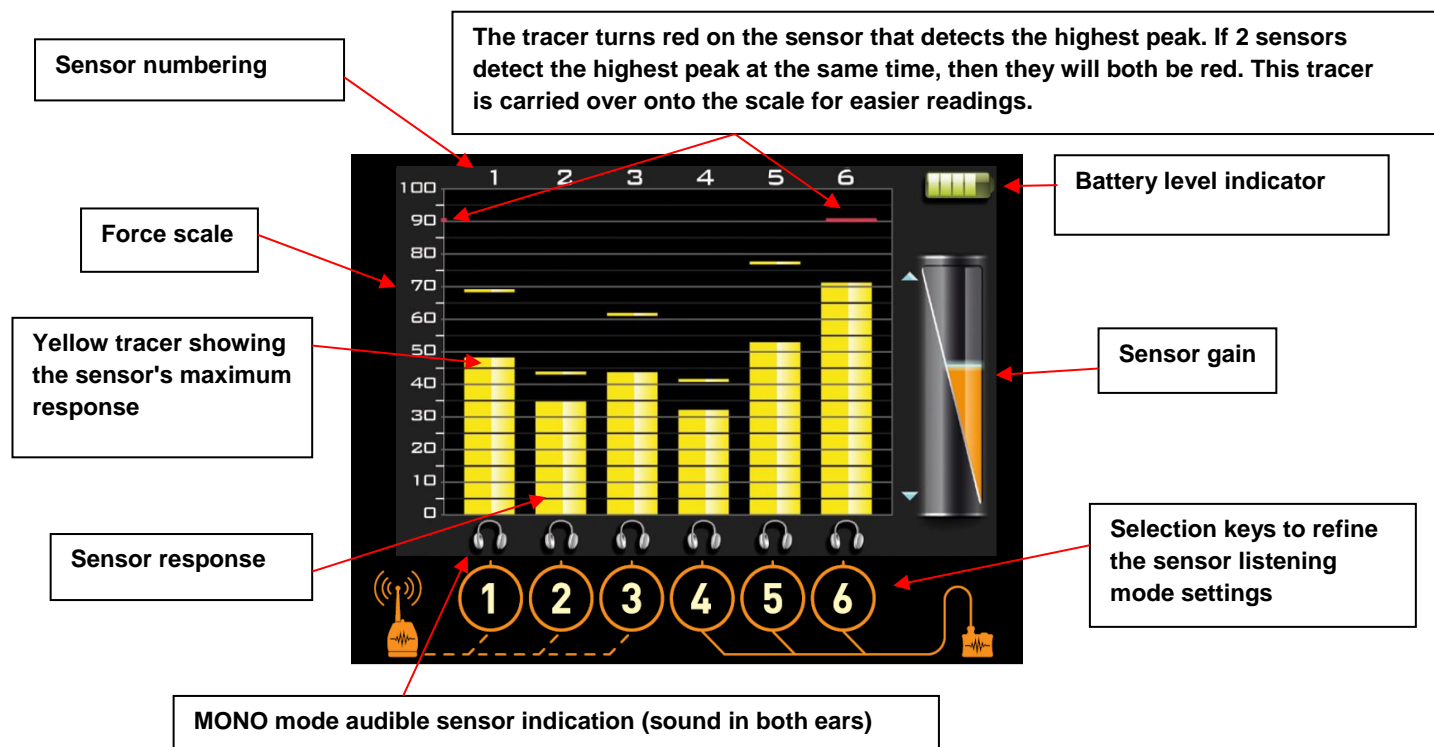 The tracer turns red on the sensor that detects the highest peak. If 2 sensors
detect the highest peak at the same time, then they will both be red. This tracer
is carried over onto the scale for easier readings.
Sensor numbering
Battery level indicator
Force scale
Yellow tracer showing
the sensor's maximum
response
Sensor gain
Sensor response
Selection keys to refine
the sensor listening
mode settings
MONO mode audible sensor indication (sound in both ears)
1 2 3 4 5 6
100
90
80
70
60
50
40
30
20
10
0
1 2 3 4 5 6